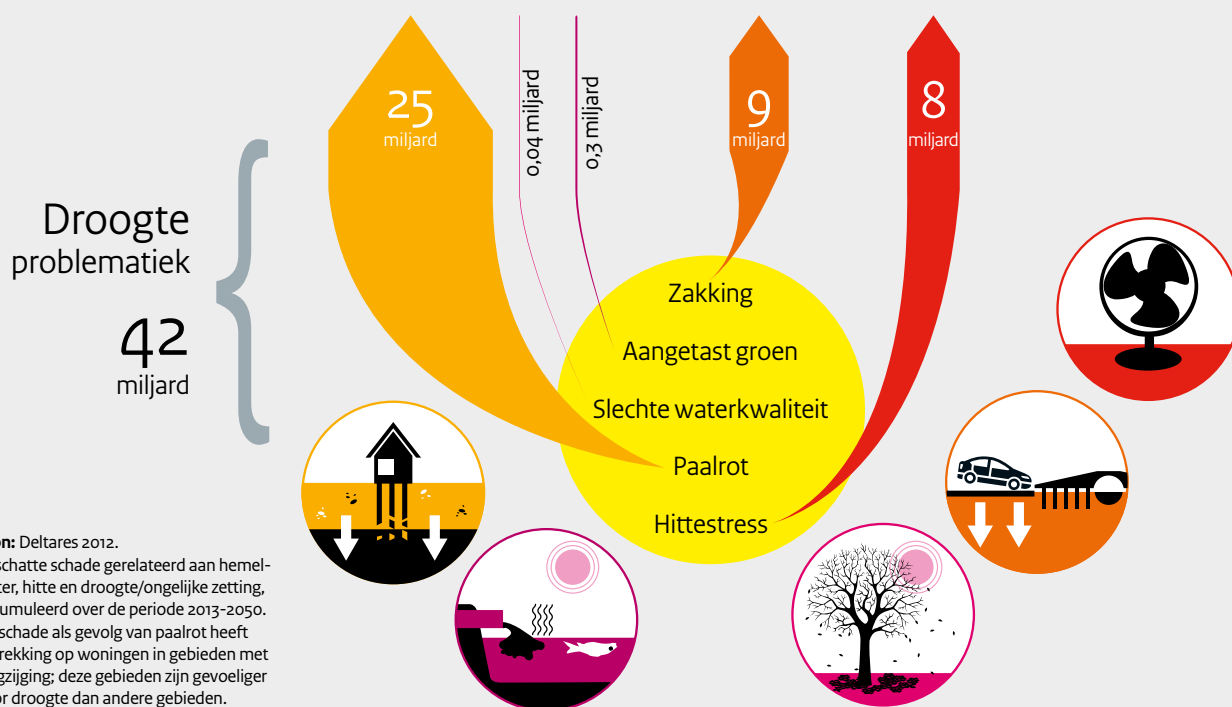 25
miljard
0,04 miljard
0,3 miljard
9
miljard
8
miljard
Droogte
problematiek
42
miljard
Zakking
Aangetast groen
Slechte waterkwaliteit
Paalrot
Hittestress
on: Deltares 2012.
schatte schade gerelateerd aan hemel-
ter, hitte en droogte/ongelijke zetting,
umuleerd over de periode 2013-2050.
schade als gevolg van paalrot heeft
rekking op woningen in gebieden met
gzijging; deze gebieden zijn gevoeliger
or droogte dan andere gebieden.